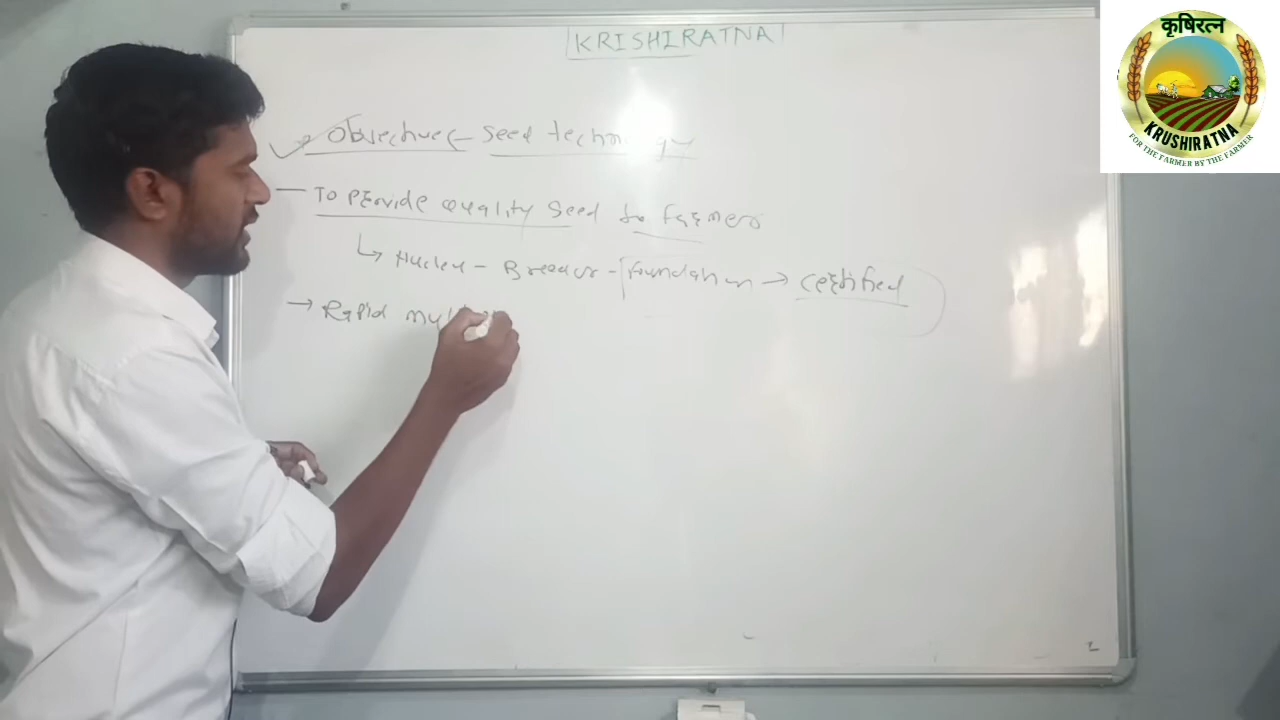 KRISHIRATNA
कृषिरत्न
KRUSHIRATNA
FOR THE FARMER BY THE FARMER
Objectives - Seed technology
— To provide quality seed to farmers
↳ Nuclei - Breeder - foundation → certified
→ Rapid